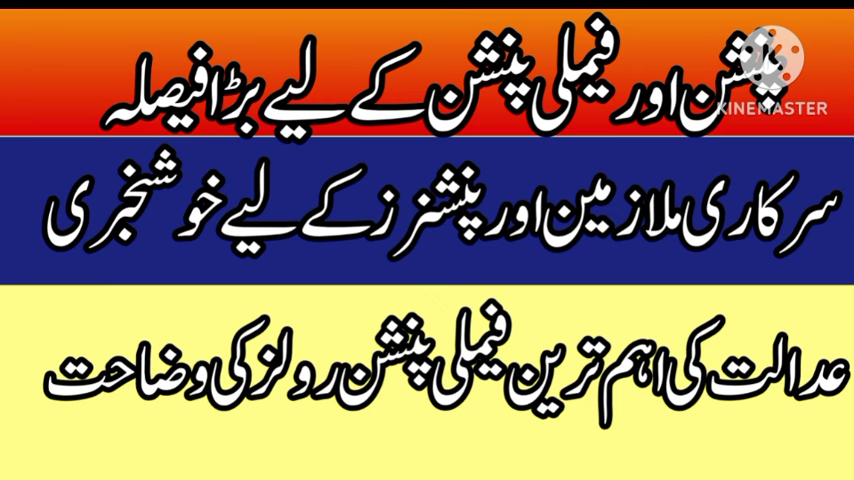 پنشن اور فیملی پنشن کے لیے بڑا فیصلہ
KINEMASTER
سرکاری ملازمین اور پنشنرز کے لیے خوشخبری
عدالت کی اہم ترین فیملی پنشن رولز کی وضاحت